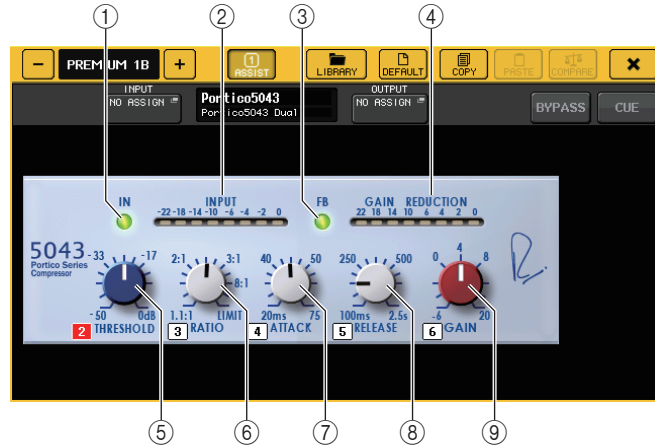 ① ② ③ ④
− PREMIUM 1B + 1 ASSIST LIBRARY DEFAULT COPY PASTE COMPARE ×
INPUT OUTPUT
NO ASSIGN Portico5043 NO ASSIGN
Portico5043 Dual
BYPASS CUE
IN INPUT FB GAIN REDUCTION
-22 -18 -14 -10 -6 -4 -2 0 22 18 14 10 6 4 2 0
5043
Portico Series
Compressor
-33 -17 2:1 3:1 8:1 40 50 250 500 0 4 8
-50 0dB 1.1:1 LIMIT 20ms 75 100ms 2.5s -6 20
2 THRESHOLD 3 RATIO 4 ATTACK 5 RELEASE 6 GAIN
⑤ ⑥ ⑦ ⑧ ⑨